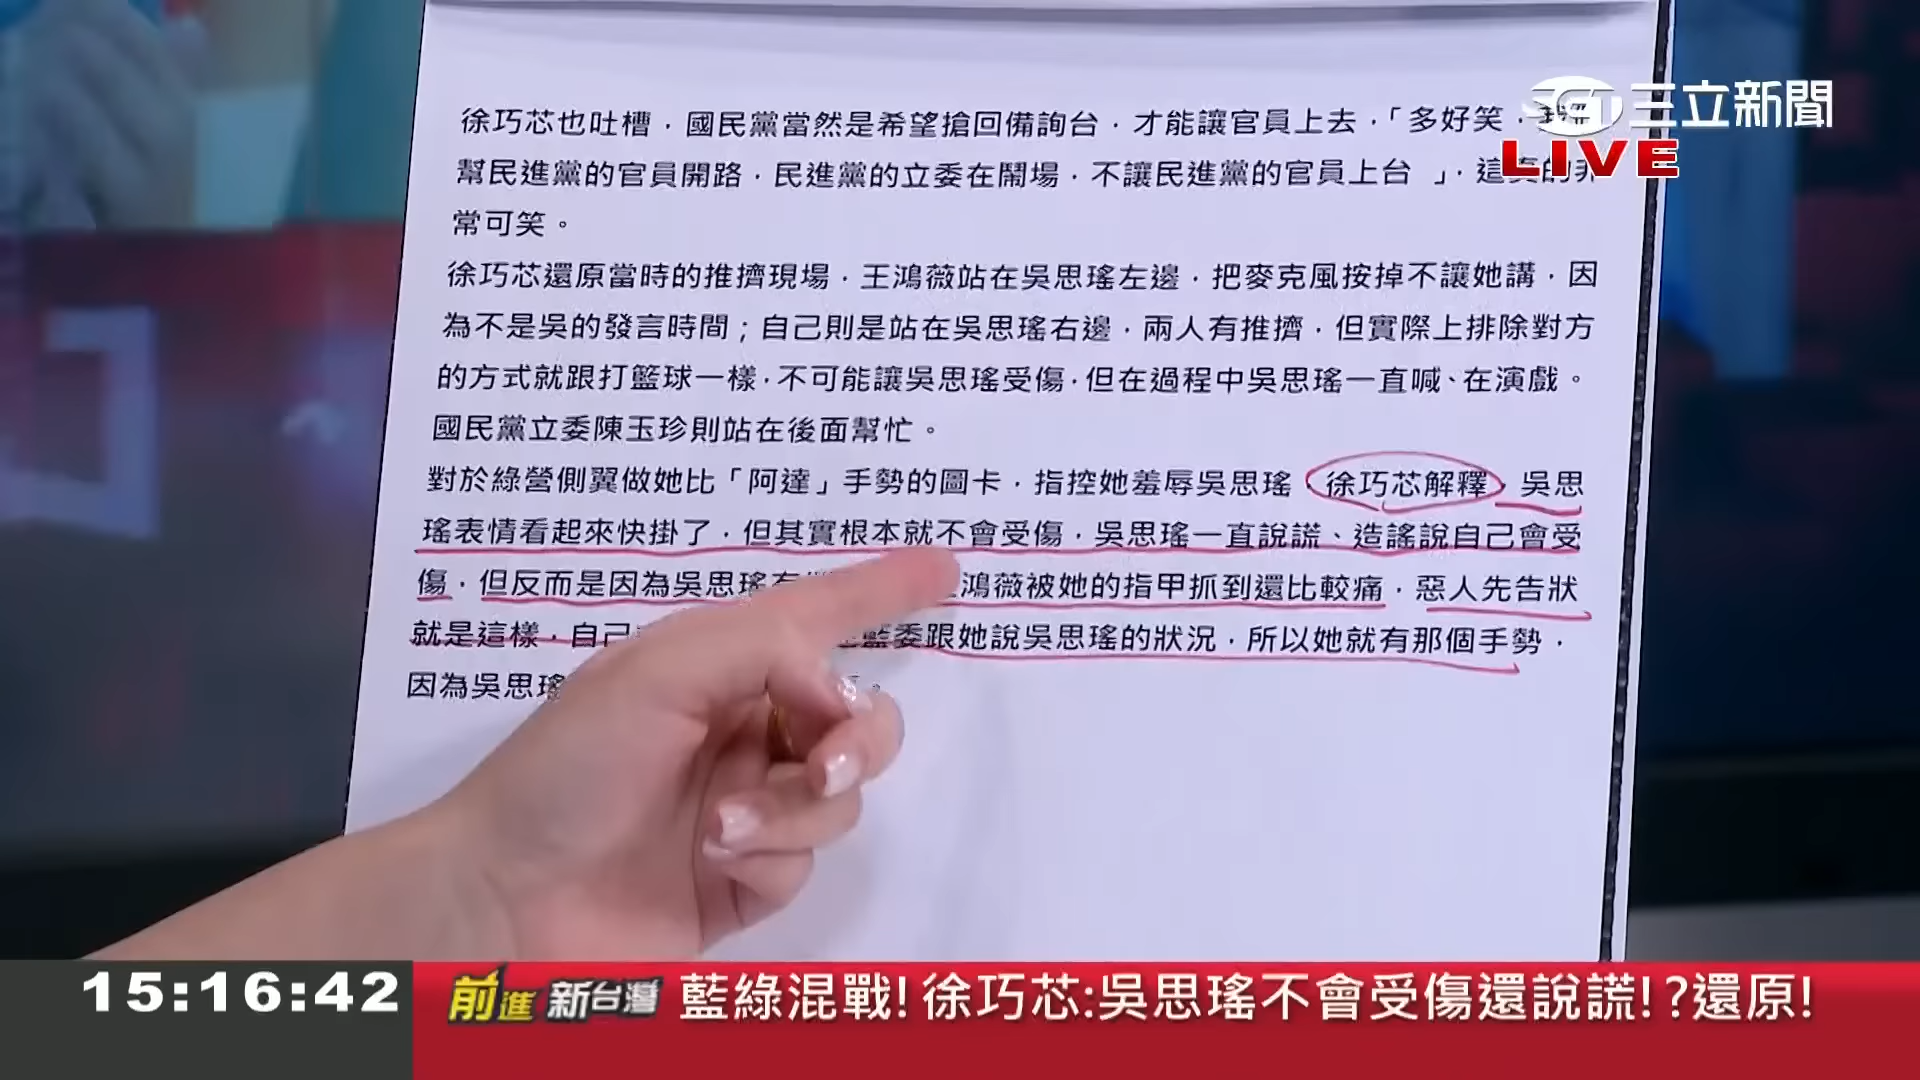 徐巧芯也吐槽，國民黨當然是希望搶回備詢台，才能讓官員上去，「多好笑，我們
幫民進黨的官員開路，民進黨的立委在鬧場，不讓民進黨的官員上台 」，這真的非
常可笑。
徐巧芯還原當時的推擠現場，王鴻薇站在吳思瑤左邊，把麥克風按掉不讓她講，因
為不是吳的發言時間；自己則是站在吳思瑤右邊，兩人有推擠，但實際上排除對方
的方式就跟打籃球一樣，不可能讓吳思瑤受傷，但在過程中吳思瑤一直喊、在演戲。
國民黨立委陳玉珍則站在後面幫忙。
對於綠營側翼做她比「阿達」手勢的圖卡，指控她羞辱吳思瑤，徐巧芯解釋，吳思
瑤表情看起來快掛了，但其實根本就不會受傷，吳思瑤一直說謊、造謠說自己會受
傷，但反而是因為吳思瑤 鴻薇被她的指甲抓到還比較痛，惡人先告狀
就是這樣，自己 藍委跟她說吳思瑤的狀況，所以她就有那個手勢，
因為吳思瑤
SET 三立新聞
LIVE
15:16:42
前進新台灣 藍綠混戰!徐巧芯:吳思瑤不會受傷還說謊!?還原!